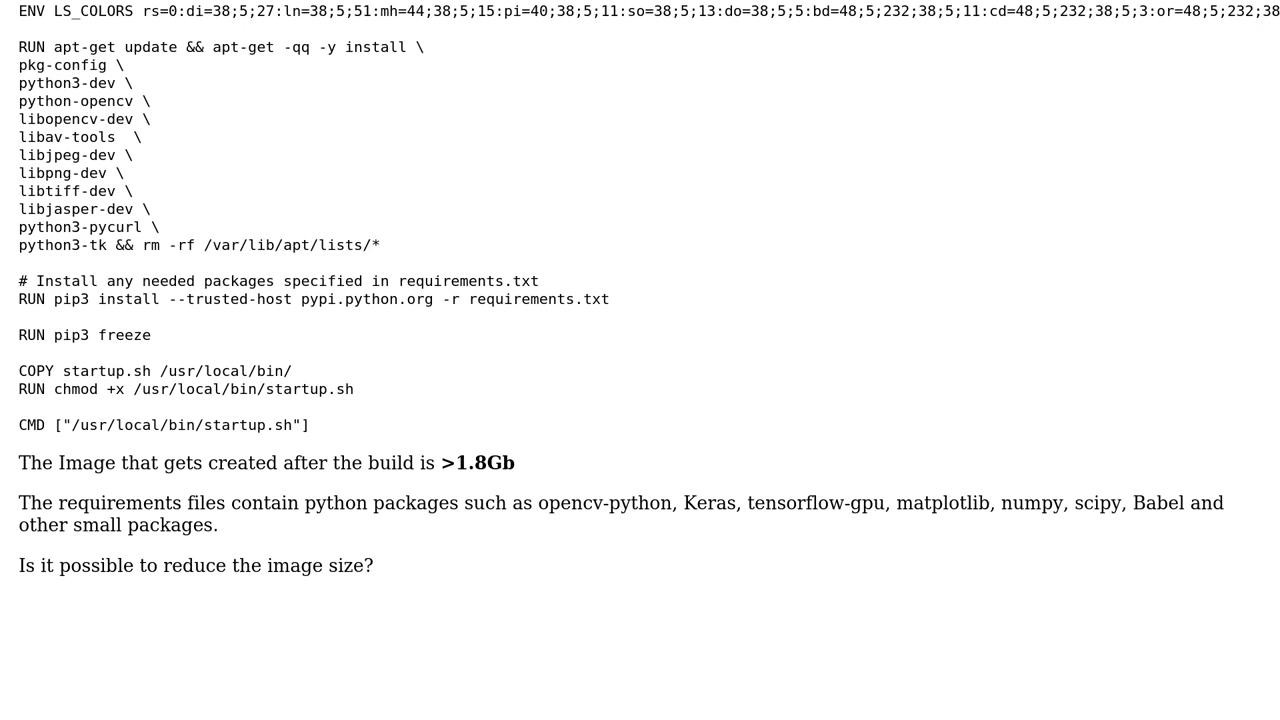 ENV LS_COLORS rs=0:di=38;5;27:ln=38;5;51:mh=44;38;5;15:pi=40;38;5;11:so=38;5;13:do=38;5;5:bd=48;5;232;38;5;11:cd=48;5;232;38;5;3:or=48;5;232;38
RUN apt-get update && apt-get -qq -y install \
pkg-config \
python3-dev \
python-opencv \
libopencv-dev \
libav-tools  \
libjpeg-dev \
libpng-dev \
libtiff-dev \
libjasper-dev \
python3-pycurl \
python3-tk && rm -rf /var/lib/apt/lists/*
# Install any needed packages specified in requirements.txt
RUN pip3 install --trusted-host pypi.python.org -r requirements.txt
RUN pip3 freeze
COPY startup.sh /usr/local/bin/
RUN chmod +x /usr/local/bin/startup.sh
CMD ["/usr/local/bin/startup.sh"]
The Image that gets created after the build is >1.8Gb
The requirements files contain python packages such as opencv-python, Keras, tensorflow-gpu, matplotlib, numpy, scipy, Babel and
other small packages.
Is it possible to reduce the image size?